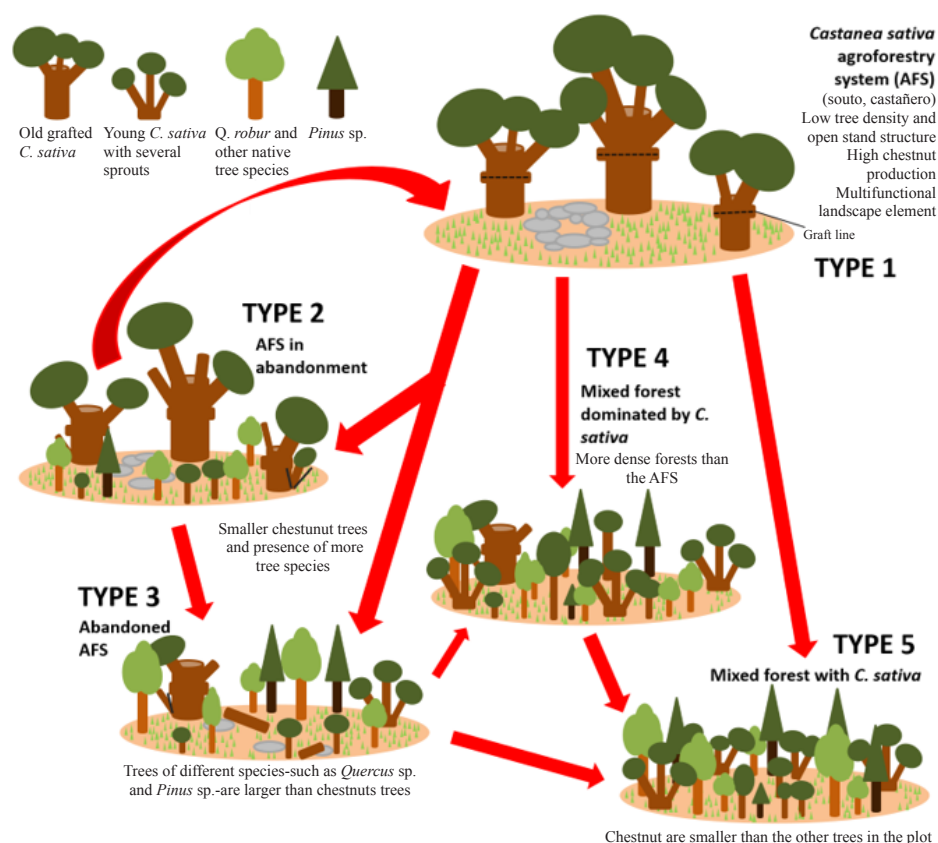 Old grafted
C. sativa
Young C. sativa
with several
sprouts
Q. robur and
other native
tree species
Pinus sp.
Castanea sativa
agroforestry
system (AFS)
(souto, castañero)
Low tree density and
open stand structure
High chestnut
production
Multifunctional
landscape element
Graft line
TYPE 1
TYPE 2
AFS in
abandonment
TYPE 4
Mixed forest
dominated by C.
sativa
More dense forests than
the AFS
Smaller chestunut trees
and presence of more
tree species
TYPE 3
Abandoned
AFS
Trees of different species-such as Quercus sp.
and Pinus sp.-are larger than chestnuts trees
TYPE 5
Mixed forest with C. sativa
Chestnut are smaller than the other trees in the plot